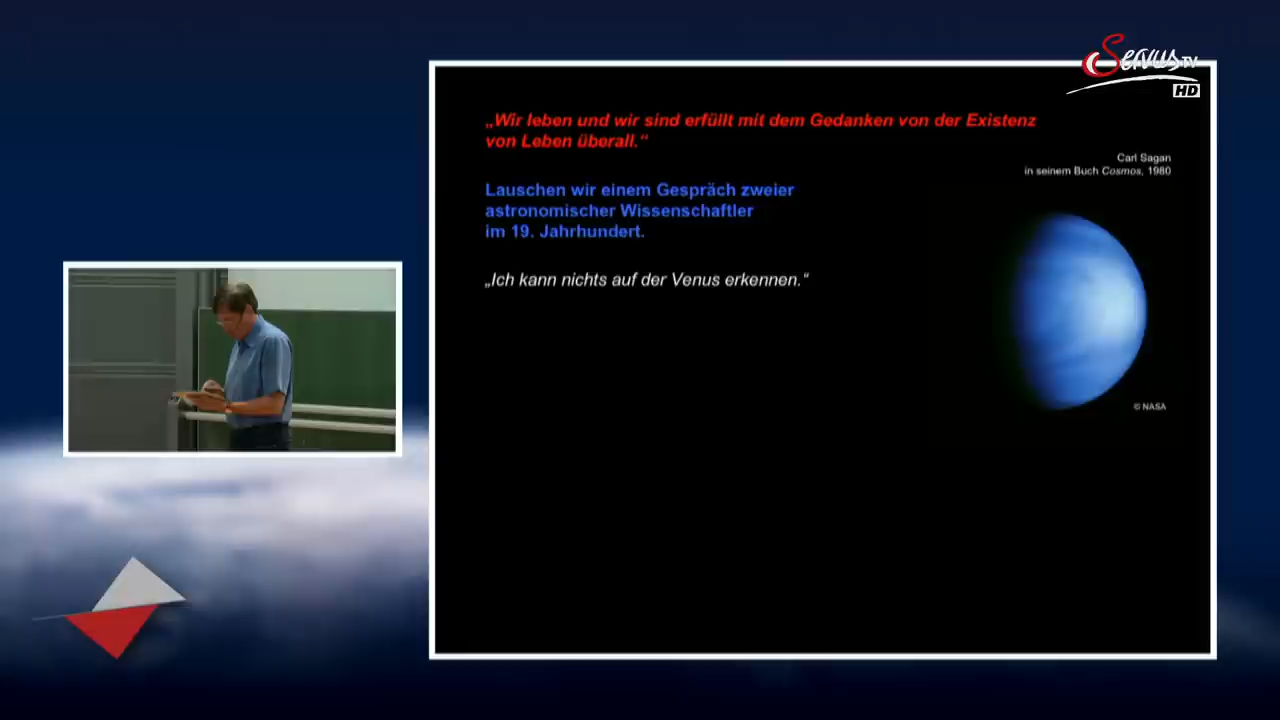 Servus TV
HD
„Wir leben und wir sind erfüllt mit dem Gedanken von der Existenz
von Leben überall.“
Carl Sagan
in seinem Buch Cosmos, 1980
Lauschen wir einem Gespräch zweier
astronomischer Wissenschaftler
im 19. Jahrhundert.
„Ich kann nichts auf der Venus erkennen.“
© NASA